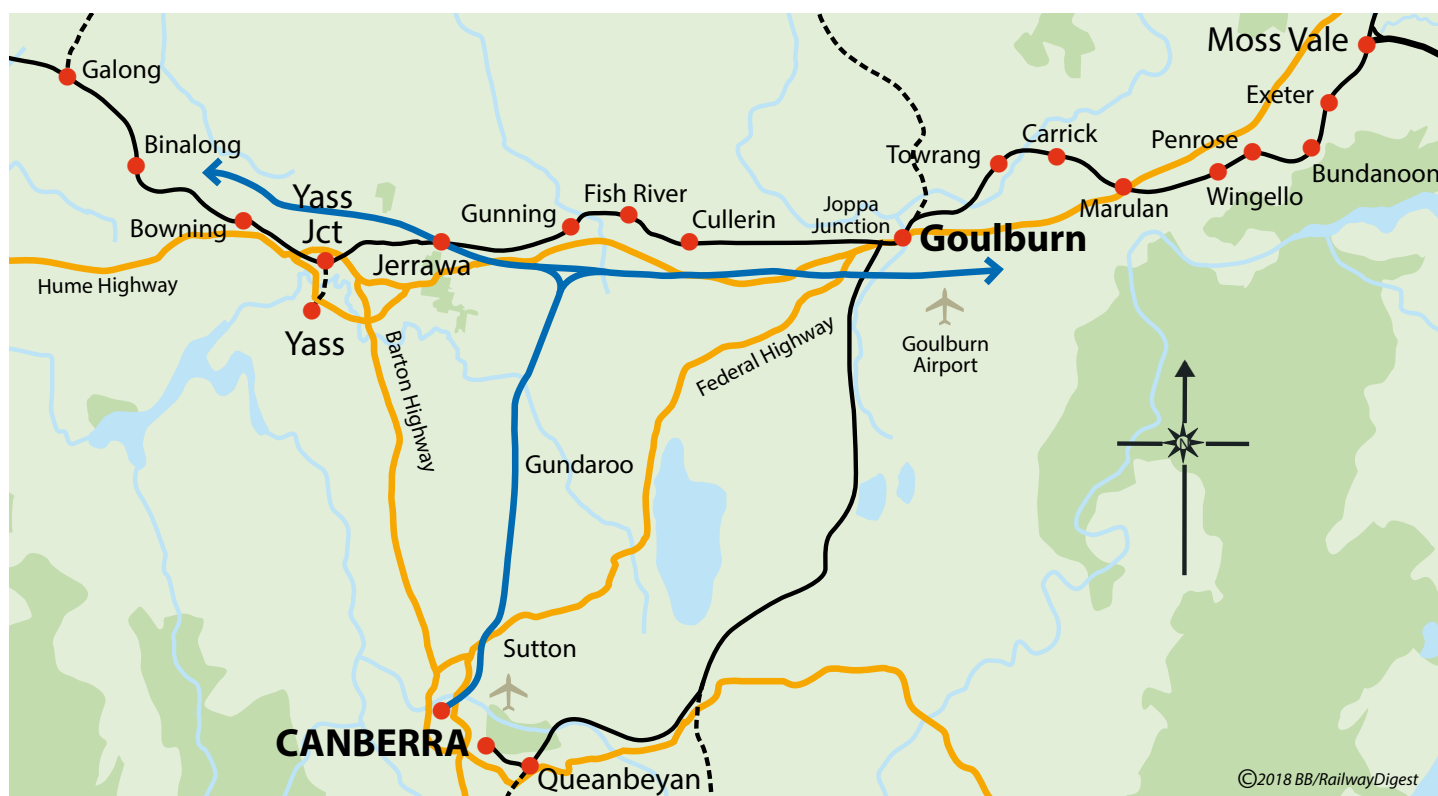 Moss Vale
Galong
Exeter
Binalong
Carrick
Penrose
Towrang
Bundanoon
Yass
Jct
Fish River
Wingello
Gunning
Cullerin
Joppa
Junction
Marulan
Bowning
Goulburn
Jerrawa
Hume Highway
Yass
Barton Highway
Federal Highway
Goulburn
Airport
N
Gundaroo
Sutton
CANBERRA
Queanbeyan
©2018 BB/RailwayDigest